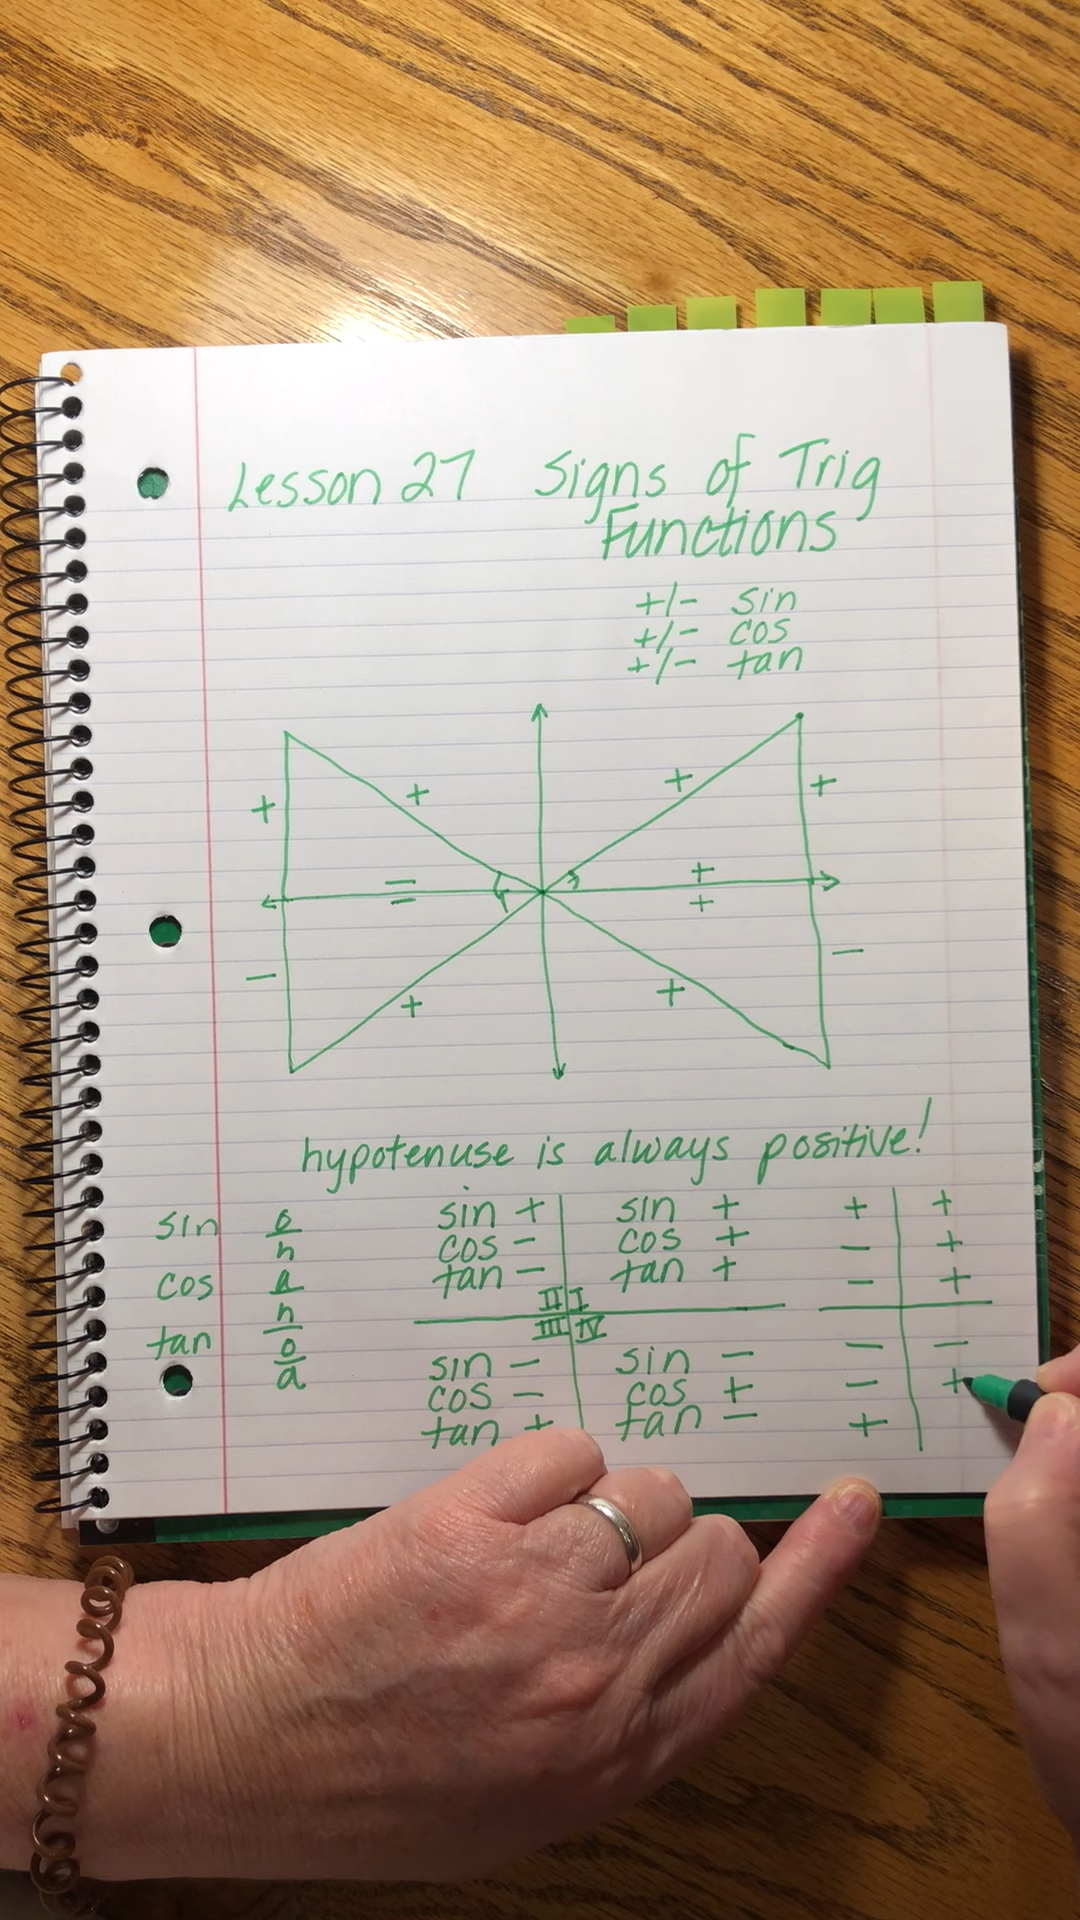 Lesson 27 Signs of Trig
Functions
+/- sin
+/- cos
+/- tan
+ + + +
− +
− +
− −
+ +
hypotenuse is always positive!
sin o/h
cos a/h
tan o/a
sin + sin + + +
cos − cos + − +
tan − tan + − +
II I
III IV
sin − sin − − −
cos − cos + − +
tan + tan − +